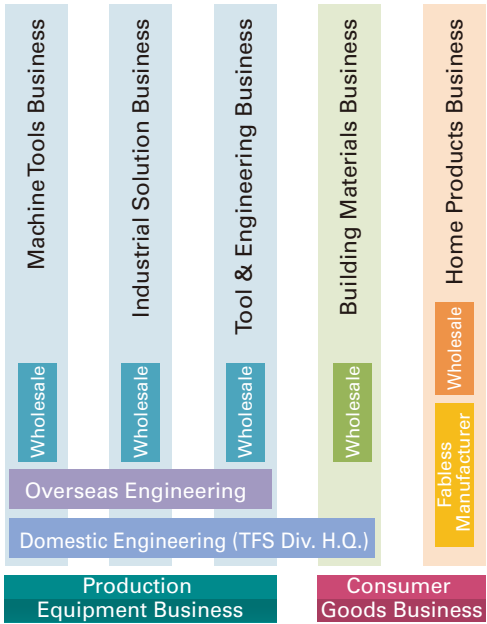 Machine Tools Business
Industrial Solution Business
Tool & Engineering Business
Building Materials Business
Home Products Business
Wholesale
Wholesale
Wholesale
Wholesale
Wholesale
Fabless
Manufacturer
Overseas Engineering
Domestic Engineering (TFS Div. H.Q.)
Production
Equipment Business
Consumer
Goods Business